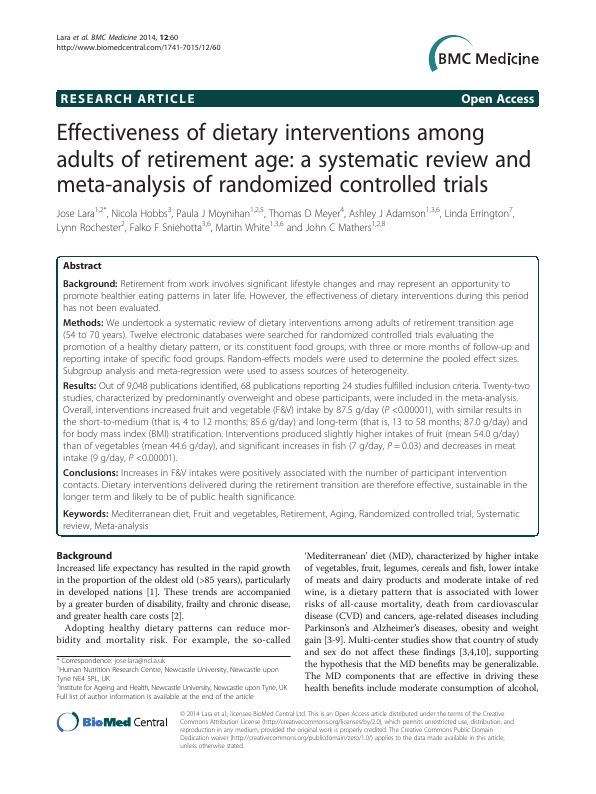 Lara et al. BMC Medicine 2014, 12:60
http://www.biomedcentral.com/1741-7015/12/60
BMC Medicine
RESEARCH ARTICLE
Open Access
Effectiveness of dietary interventions among
adults of retirement age: a systematic review and
meta-analysis of randomized controlled trials
Jose Lara1,2*, Nicola Hobbs3, Paula J Moynihan1,2,5, Thomas D Meyer4, Ashley J Adamson1,3,6, Linda Errington7,
Lynn Rochester2, Falko F Sniehotta3,6, Martin White1,3,6 and John C Mathers1,2,8
Abstract
Background: Retirement from work involves significant lifestyle changes and may represent an opportunity to
promote healthier eating patterns in later life. However, the effectiveness of dietary interventions during this period
has not been evaluated.
Methods: We undertook a systematic review of dietary interventions among adults of retirement transition age
(54 to 70 years). Twelve electronic databases were searched for randomized controlled trials evaluating the
promotion of a healthy dietary pattern, or its constituent food groups, with three or more months of follow-up and
reporting intake of specific food groups. Random-effects models were used to determine the pooled effect sizes.
Subgroup analysis and meta-regression were used to assess sources of heterogeneity.
Results: Out of 9,048 publications identified, 68 publications reporting 24 studies fulfilled inclusion criteria. Twenty-two
studies, characterized by predominantly overweight and obese participants, were included in the meta-analysis.
Overall, interventions increased fruit and vegetable (F&V) intake by 87.5 g/day (P <0.00001), with similar results in
the short-to-medium (that is, 4 to 12 months; 85.6 g/day) and long-term (that is, 13 to 58 months; 87.0 g/day) and
for body mass index (BMI) stratification. Interventions produced slightly higher intakes of fruit (mean 54.0 g/day)
than of vegetables (mean 44.6 g/day), and significant increases in fish (7 g/day, P = 0.03) and decreases in meat
intake (9 g/day, P <0.00001).
Conclusions: Increases in F&V intakes were positively associated with the number of participant intervention
contacts. Dietary interventions delivered during the retirement transition are therefore effective, sustainable in the
longer term and likely to be of public health significance.
Keywords: Mediterranean diet, Fruit and vegetables, Retirement, Aging, Randomized controlled trial, Systematic
review, Meta-analysis
Background
Increased life expectancy has resulted in the rapid growth
in the proportion of the oldest old (>85 years), particularly
in developed nations [1]. These trends are accompanied
by a greater burden of disability, frailty and chronic disease,
and greater health care costs [2].
Adopting healthy dietary patterns can reduce mor-
bidity and mortality risk. For example, the so-called
* Correspondence: jose.lara@ncl.ac.uk
1Human Nutrition Research Centre, Newcastle University, Newcastle upon
Tyne NE4 5PL, UK
2Institute for Ageing and Health, Newcastle University, Newcastle upon Tyne, UK
Full list of author information is available at the end of the article
‘Mediterranean’ diet (MD), characterized by higher intake
of vegetables, fruit, legumes, cereals and fish, lower intake
of meats and dairy products and moderate intake of red
wine, is a dietary pattern that is associated with lower
risks of all-cause mortality, death from cardiovascular
disease (CVD) and cancers, age-related diseases including
Parkinson’s and Alzheimer’s diseases, obesity and weight
gain [3-9]. Multi-center studies show that country of study
and sex do not affect these findings [3,4,10], supporting
the hypothesis that the MD benefits may be generalizable.
The MD components that are effective in driving these
health benefits include moderate consumption of alcohol,
BioMed Central
© 2014 Lara et al.; licensee BioMed Central Ltd. This is an Open Access article distributed under the terms of the Creative
Commons Attribution License (http://creativecommons.org/licenses/by/2.0), which permits unrestricted use, distribution, and
reproduction in any medium, provided the original work is properly credited. The Creative Commons Public Domain
Dedication waiver (http://creativecommons.org/publicdomain/zero/1.0/) applies to the data made available in this article,
unless otherwise stated.